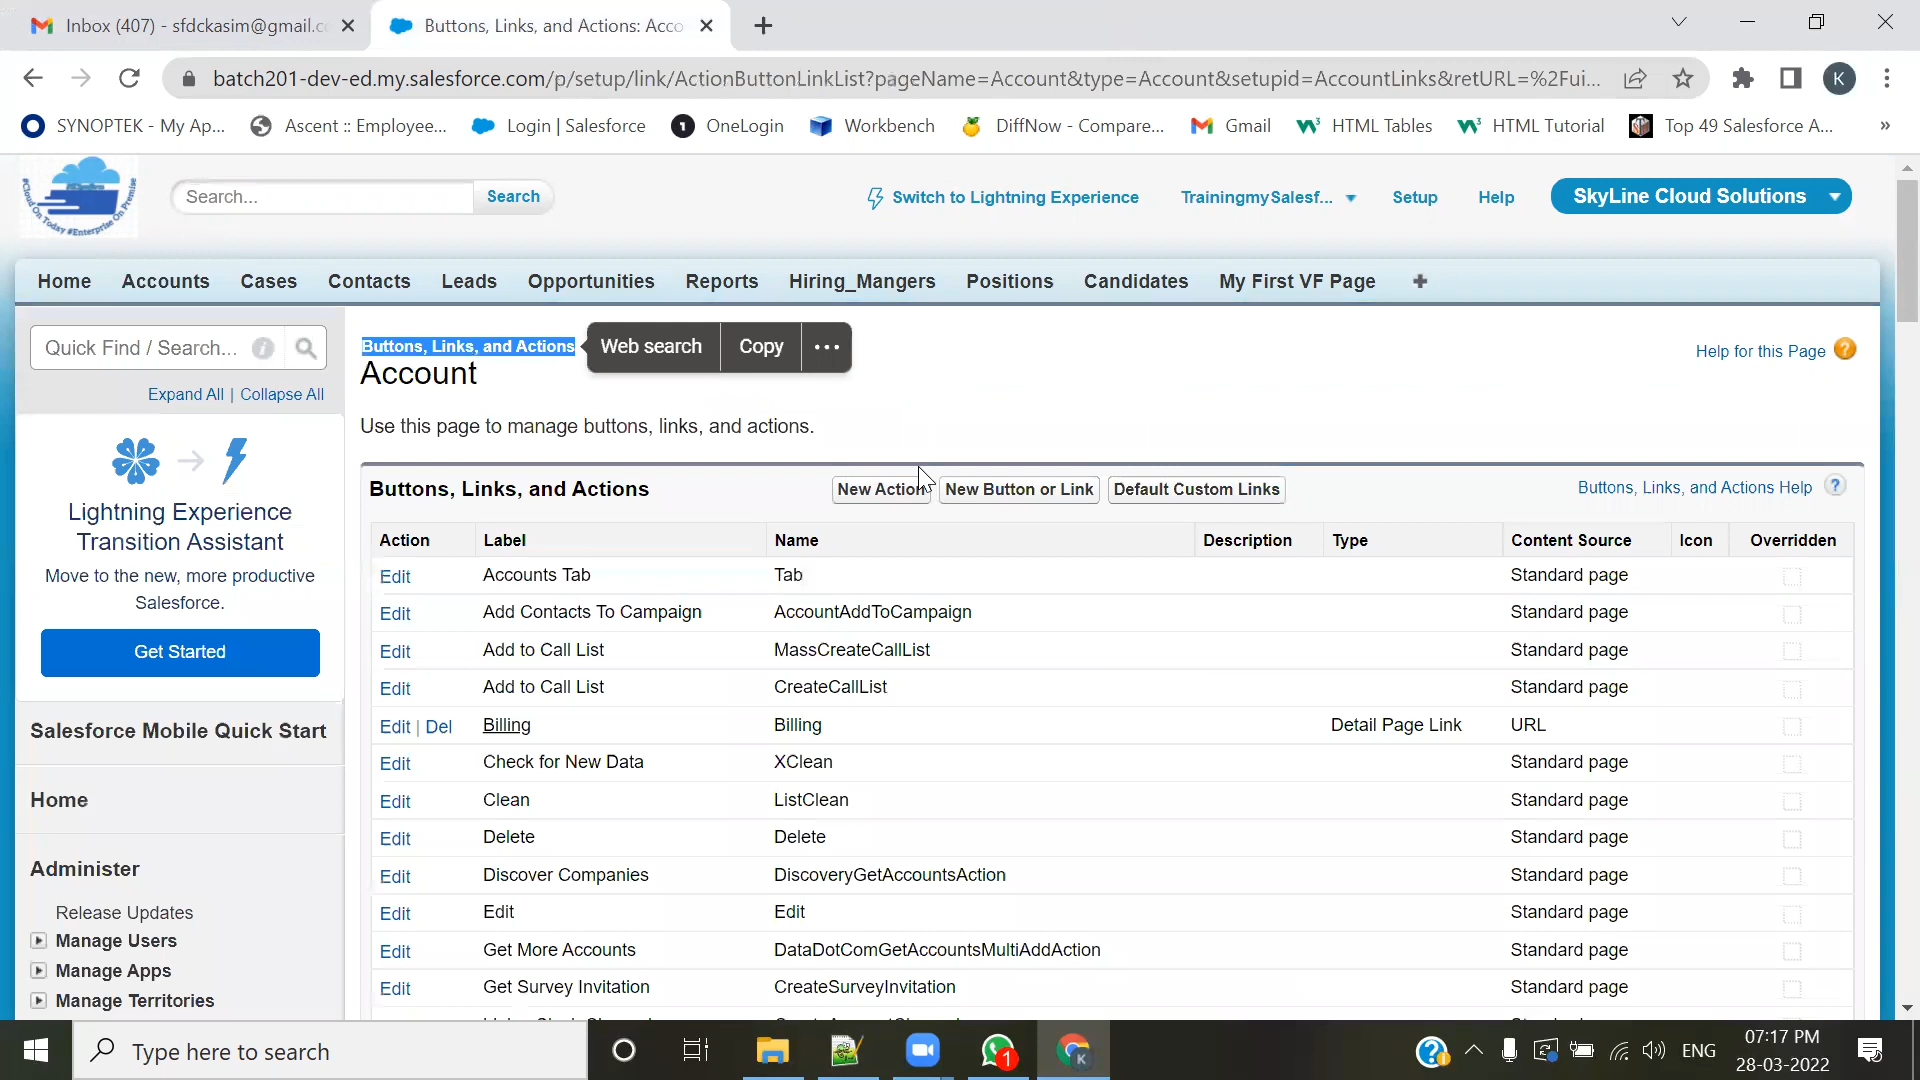 Inbox (407) - sfdckasim@gmail.c
Buttons, Links, and Actions: Acco
batch201-dev-ed.my.salesforce.com/p/setup/link/ActionButtonLinkList?pageName=Account&type=Account&setupid=AccountLinks&retURL=%2Fui...
K
SYNOPTEK - My Ap...
Ascent :: Employee...
Login | Salesforce
OneLogin
Workbench
DiffNow - Compare...
Gmail
HTML Tables
HTML Tutorial
Top 49 Salesforce A...
»
#Cloud On Today #Enterprise On Premise
Search...
Search
Switch to Lightning Experience
TrainingmySalesf...
Setup
Help
SkyLine Cloud Solutions
Home
Accounts
Cases
Contacts
Leads
Opportunities
Reports
Hiring_Mangers
Positions
Candidates
My First VF Page
Quick Find / Search...
Expand All | Collapse All
Lightning Experience
Transition Assistant
Move to the new, more productive
Salesforce.
Get Started
Salesforce Mobile Quick Start
Home
Administer
Release Updates
Manage Users
Manage Apps
Manage Territories
Buttons, Links, and Actions
Web search
Copy
Account
Help for this Page
Use this page to manage buttons, links, and actions.
Buttons, Links, and Actions
New Action
New Button or Link
Default Custom Links
Buttons, Links, and Actions Help ?
Action Label Name Description Type Content Source Icon Overridden
Edit Accounts Tab Tab Standard page
Edit Add Contacts To Campaign AccountAddToCampaign Standard page
Edit Add to Call List MassCreateCallList Standard page
Edit Add to Call List CreateCallList Standard page
Edit | Del Billing Billing Detail Page Link URL
Edit Check for New Data XClean Standard page
Edit Clean ListClean Standard page
Edit Delete Delete Standard page
Edit Discover Companies DiscoveryGetAccountsAction Standard page
Edit Edit Edit Standard page
Edit Get More Accounts DataDotComGetAccountsMultiAddAction Standard page
Edit Get Survey Invitation CreateSurveyInvitation Standard page
Type here to search
1
K
ENG
07:17 PM
28-03-2022